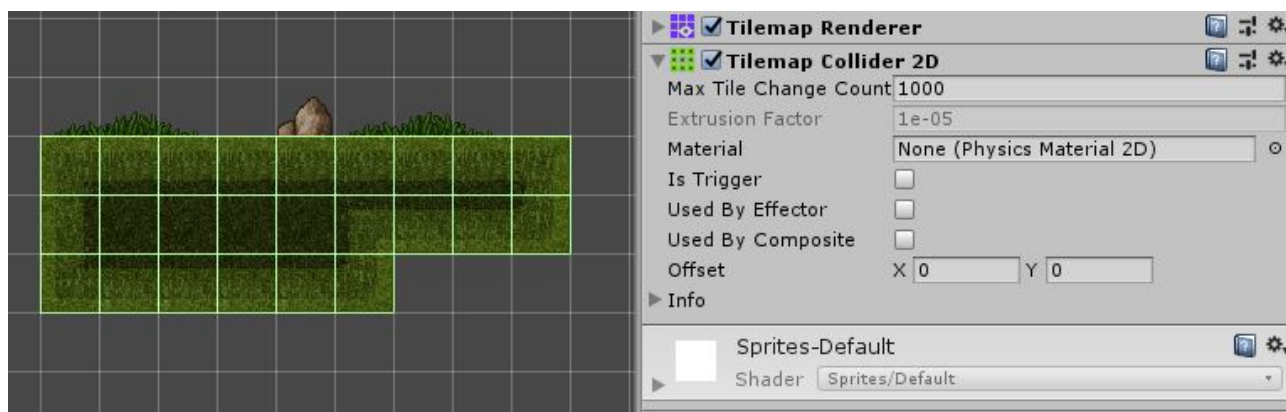 Tilemap Renderer
Tilemap Collider 2D
Max Tile Change Count 1000
Extrusion Factor 1e-05
Material None (Physics Material 2D)
Is Trigger
Used By Effector
Used By Composite
Offset X 0 Y 0
Info
Sprites-Default
Shader Sprites/Default